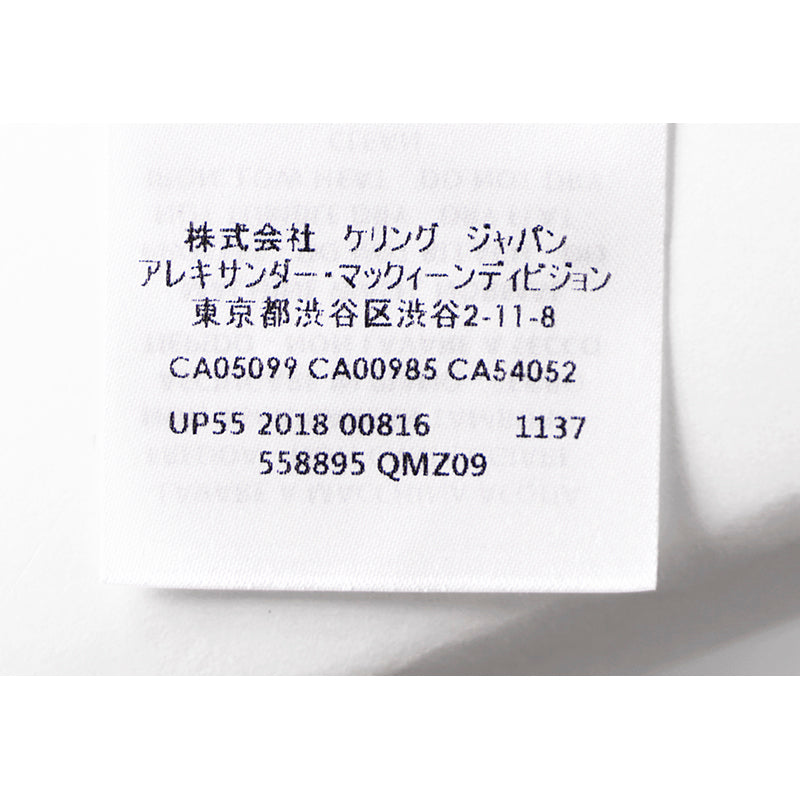 株式会社 ケリング ジャパン
アレキサンダー・マックィーンディビジョン
東京都渋谷区渋谷2-11-8
CA05099 CA00985 CA54052
UP55 2018 00816 1137
558895 QMZ09